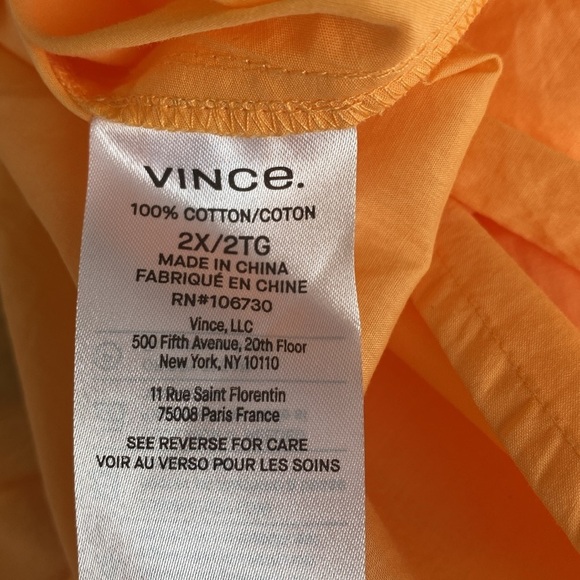 VINCe.
100% COTTON/COTON
2X/2TG
MADE IN CHINA
FABRIQUÉ EN CHINE
RN#106730
Vince, LLC
500 Fifth Avenue, 20th Floor
New York, NY 10110
11 Rue Saint Florentin
75008 Paris France
SEE REVERSE FOR CARE
VOIR AU VERSO POUR LES SOINS